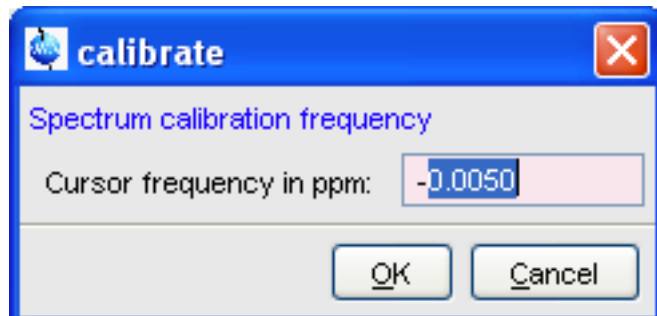 calibrate
Spectrum calibration frequency
Cursor frequency in ppm: -0.0050
OK Cancel